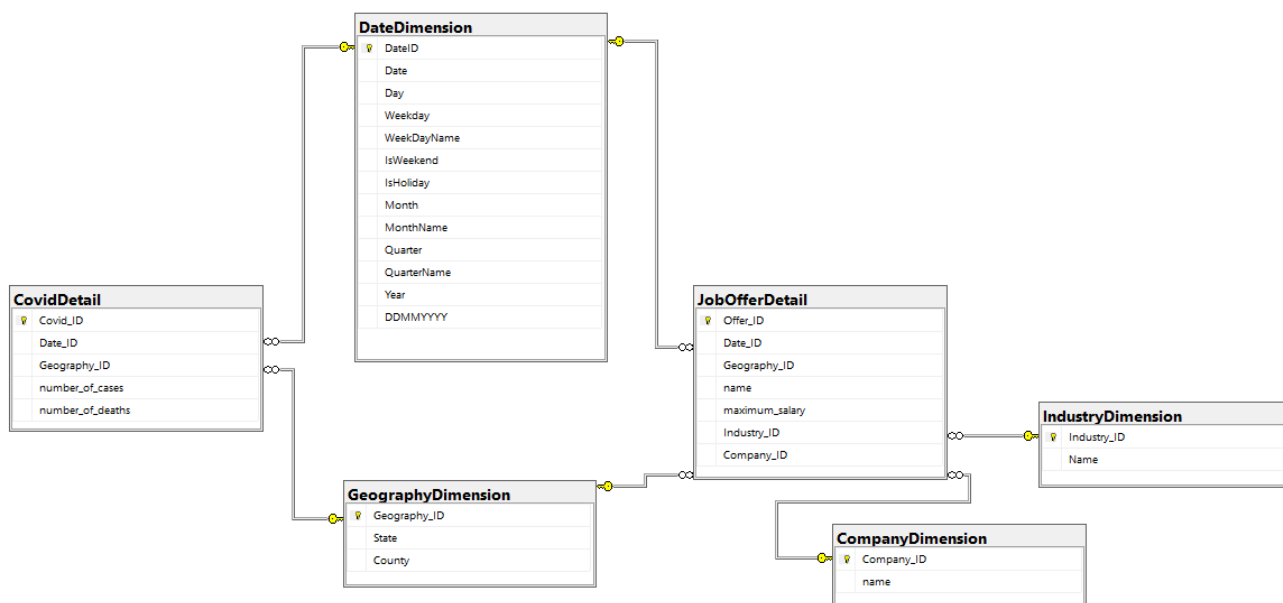 DateDimension
DateID
Date
Day
Weekday
WeekDayName
IsWeekend
IsHoliday
Month
MonthName
Quarter
QuarterName
Year
DDMMYYYY
CovidDetail
Covid_ID
Date_ID
Geography_ID
number_of_cases
number_of_deaths
JobOfferDetail
Offer_ID
Date_ID
Geography_ID
name
maximum_salary
Industry_ID
Company_ID
IndustryDimension
Industry_ID
Name
GeographyDimension
Geography_ID
State
County
CompanyDimension
Company_ID
name